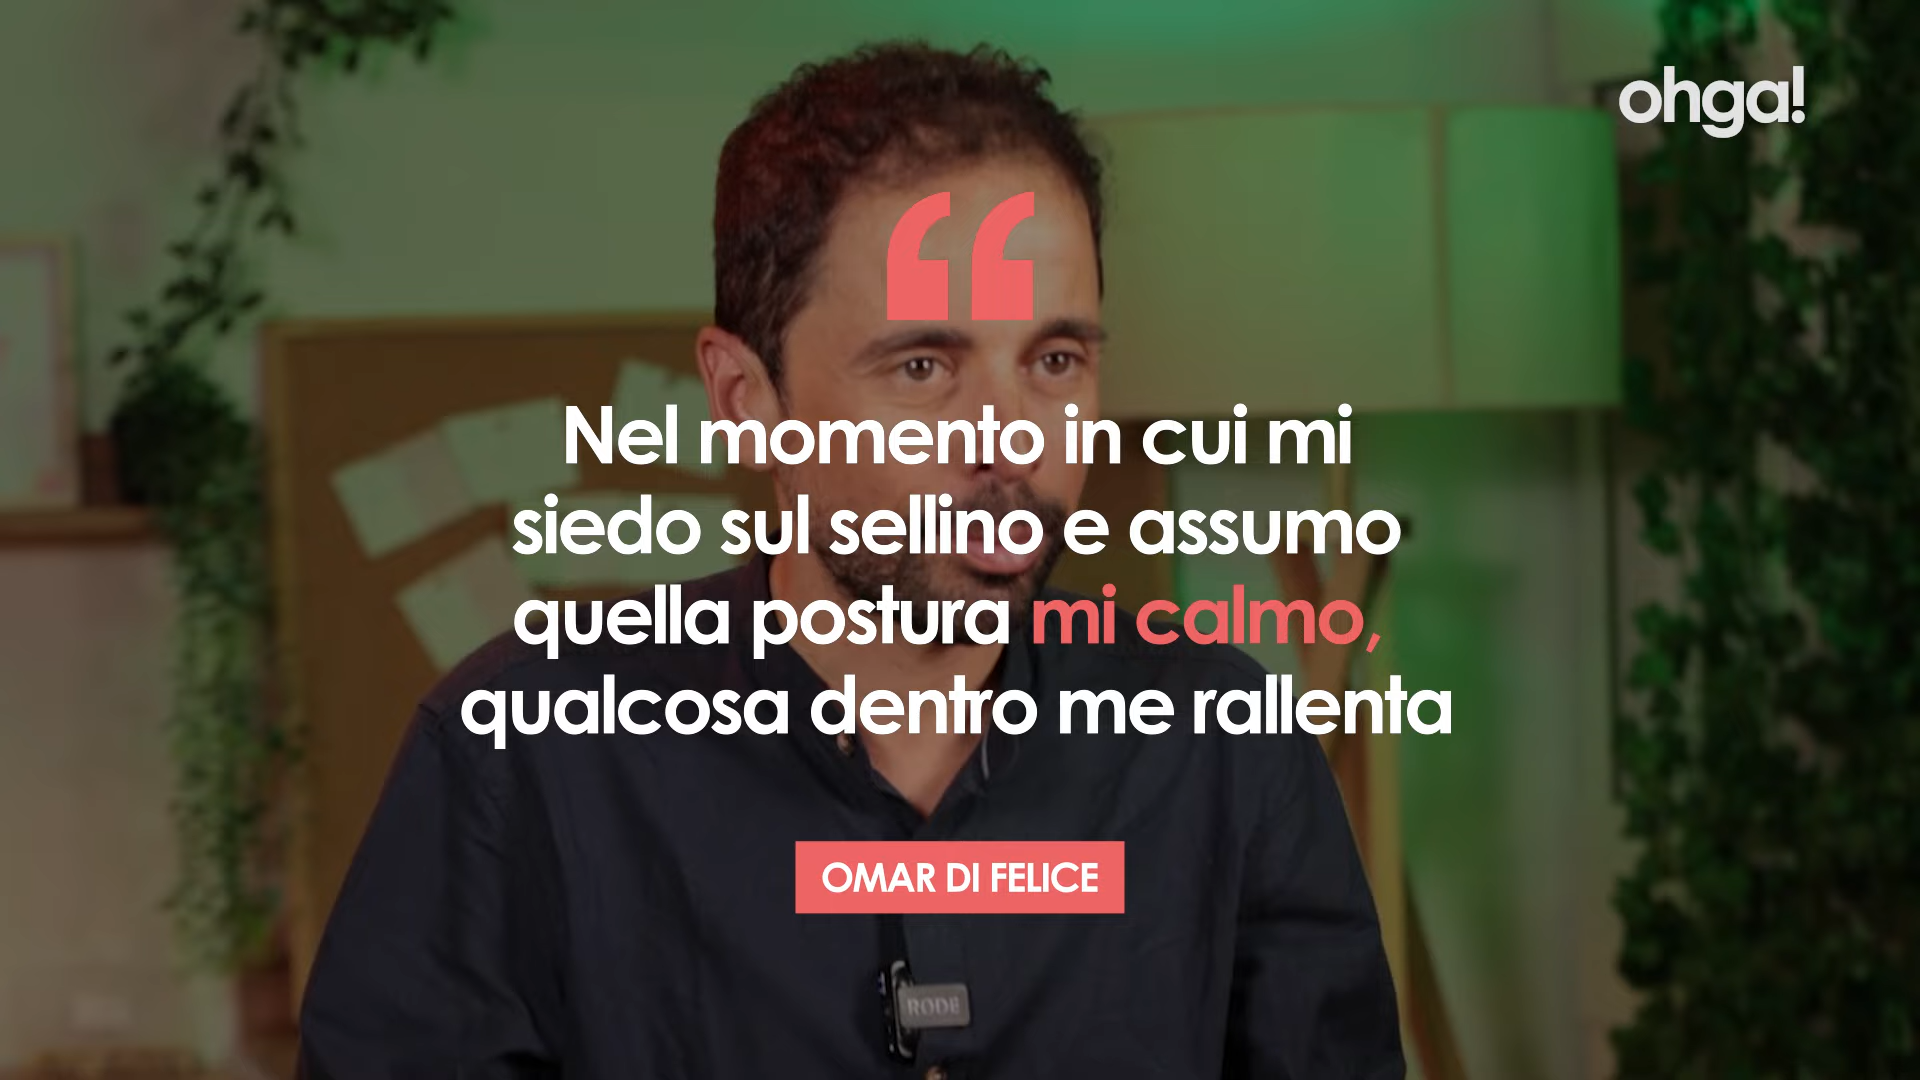 ohga!
“
Nel momento in cui mi
siedo sul sellino e assumo
quella postura mi calmo,
qualcosa dentro me rallenta
OMAR DI FELICE
RODE